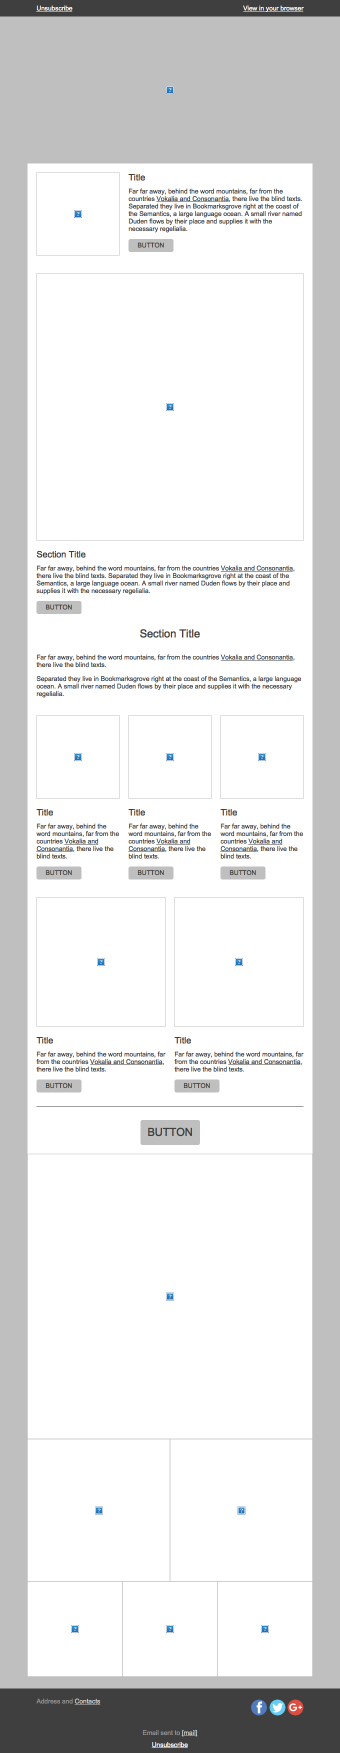 Unsubscribe
View in your browser
Title
Far far away, behind the word mountains, far from the
countries Vokalia and Consonantia, there live the blind texts.
Separated they live in Bookmarksgrove right at the coast of
the Semantics, a large language ocean. A small river named
Duden flows by their place and supplies it with the
necessary regelialia.
BUTTON
Section Title
Far far away, behind the word mountains, far from the countries Vokalia and Consonantia,
there live the blind texts. Separated they live in Bookmarksgrove right at the coast of the
Semantics, a large language ocean. A small river named Duden flows by their place and
supplies it with the necessary regelialia.
BUTTON
Section Title
Far far away, behind the word mountains, far from the countries Vokalia and Consonantia,
there live the blind texts.
Separated they live in Bookmarksgrove right at the coast of the Semantics, a large language
ocean. A small river named Duden flows by their place and supplies it with the necessary
regelialia.
Title
Far far away, behind the
word mountains, far from the
countries Vokalia and
Consonantia, there live the
blind texts.
BUTTON
Title
Far far away, behind the
word mountains, far from the
countries Vokalia and
Consonantia, there live the
blind texts.
BUTTON
Title
Far far away, behind the
word mountains, far from the
countries Vokalia and
Consonantia, there live the
blind texts.
BUTTON
Title
Far far away, behind the word mountains, far
from the countries Vokalia and Consonantia,
there live the blind texts.
BUTTON
Title
Far far away, behind the word mountains, far
from the countries Vokalia and Consonantia,
there live the blind texts.
BUTTON
BUTTON
Address and Contacts
f
G+
Email sent to [mail]
Unsubscribe